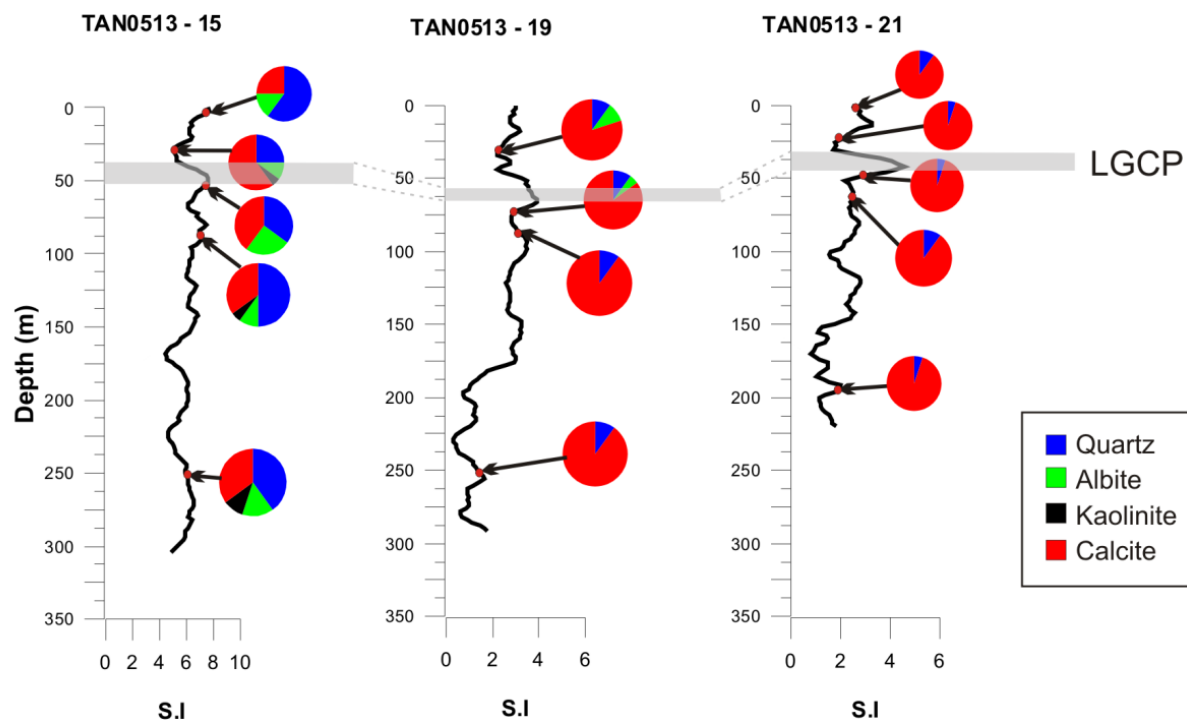 TAN0513 - 15
TAN0513 - 19
TAN0513 - 21
0
50
100
150
200
250
300
350
Depth (m)
0 2 4 6 8 10
S.I
0
50
100
150
200
250
300
350
0 2 4 6
S.I
0
50
100
150
200
250
300
350
0 2 4 6
S.I
LGCP
Quartz
Albite
Kaolinite
Calcite